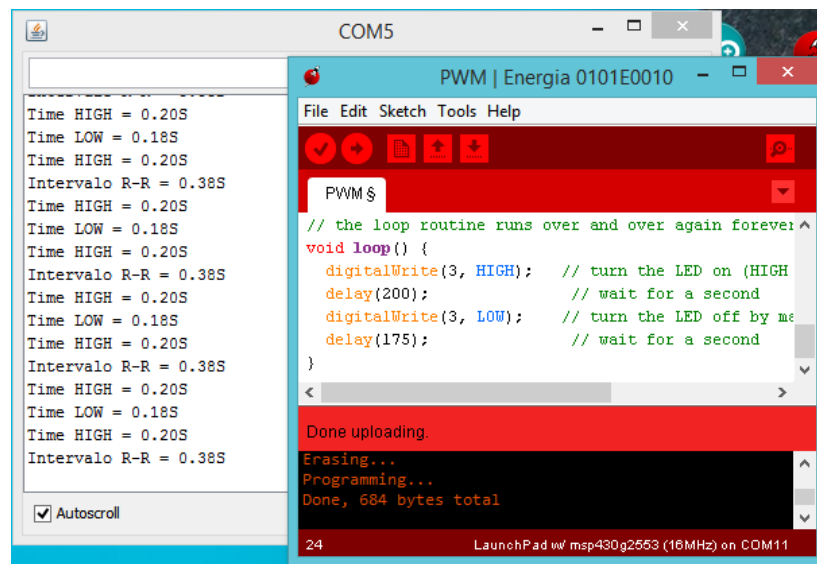 COM5
Time HIGH = 0.20S
Time LOW = 0.18S
Time HIGH = 0.20S
Intervalo R-R = 0.38S
Time HIGH = 0.20S
Time LOW = 0.18S
Time HIGH = 0.20S
Intervalo R-R = 0.38S
Time HIGH = 0.20S
Time LOW = 0.18S
Time HIGH = 0.20S
Intervalo R-R = 0.38S
Time HIGH = 0.20S
Time LOW = 0.18S
Time HIGH = 0.20S
Intervalo R-R = 0.38S
Autoscroll
PWM | Energia 0101E0010
File Edit Sketch Tools Help
PWM §
// the loop routine runs over and over again forever
void loop() {
digitalWrite(3, HIGH); // turn the LED on (HIGH
delay(200); // wait for a second
digitalWrite(3, LOW); // turn the LED off by ma
delay(175); // wait for a second
}
Done uploading.
Erasing...
Programming...
Done, 684 bytes total
24 LaunchPad w/ msp430g2553 (16MHz) on COM11